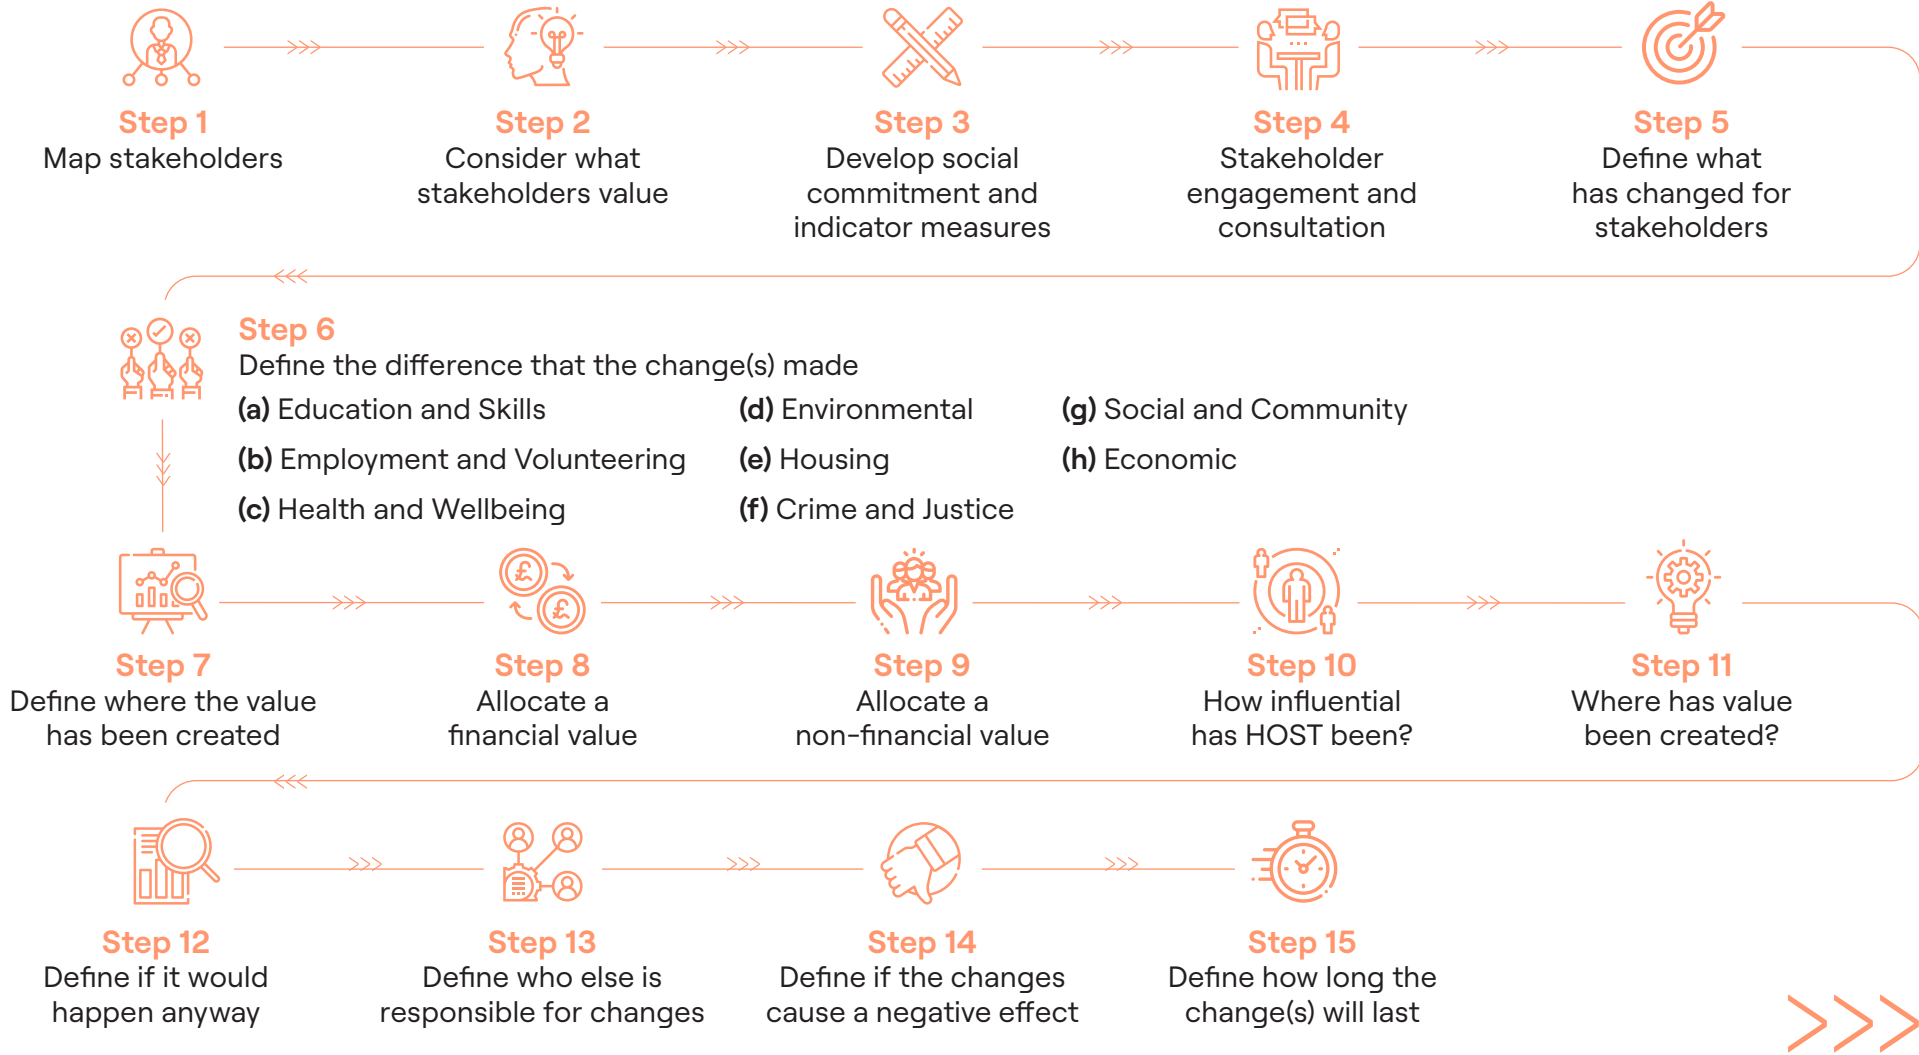 Step 1
Map stakeholders
Step 2
Consider what
stakeholders value
Step 3
Develop social
commitment and
indicator measures
Step 4
Stakeholder
engagement and
consultation
Step 5
Define what
has changed for
stakeholders
Step 6
Define the difference that the change(s) made
(a) Education and Skills
(b) Employment and Volunteering
(c) Health and Wellbeing
(d) Environmental
(e) Housing
(f) Crime and Justice
(g) Social and Community
(h) Economic
Step 7
Define where the value
has been created
£
£
Step 8
Allocate a
financial value
Step 9
Allocate a
non-financial value
Step 10
How influential
has HOST been?
Step 11
Where has value
been created?
Step 12
Define if it would
happen anyway
Step 13
Define who else is
responsible for changes
Step 14
Define if the changes
cause a negative effect
Step 15
Define how long the
change(s) will last